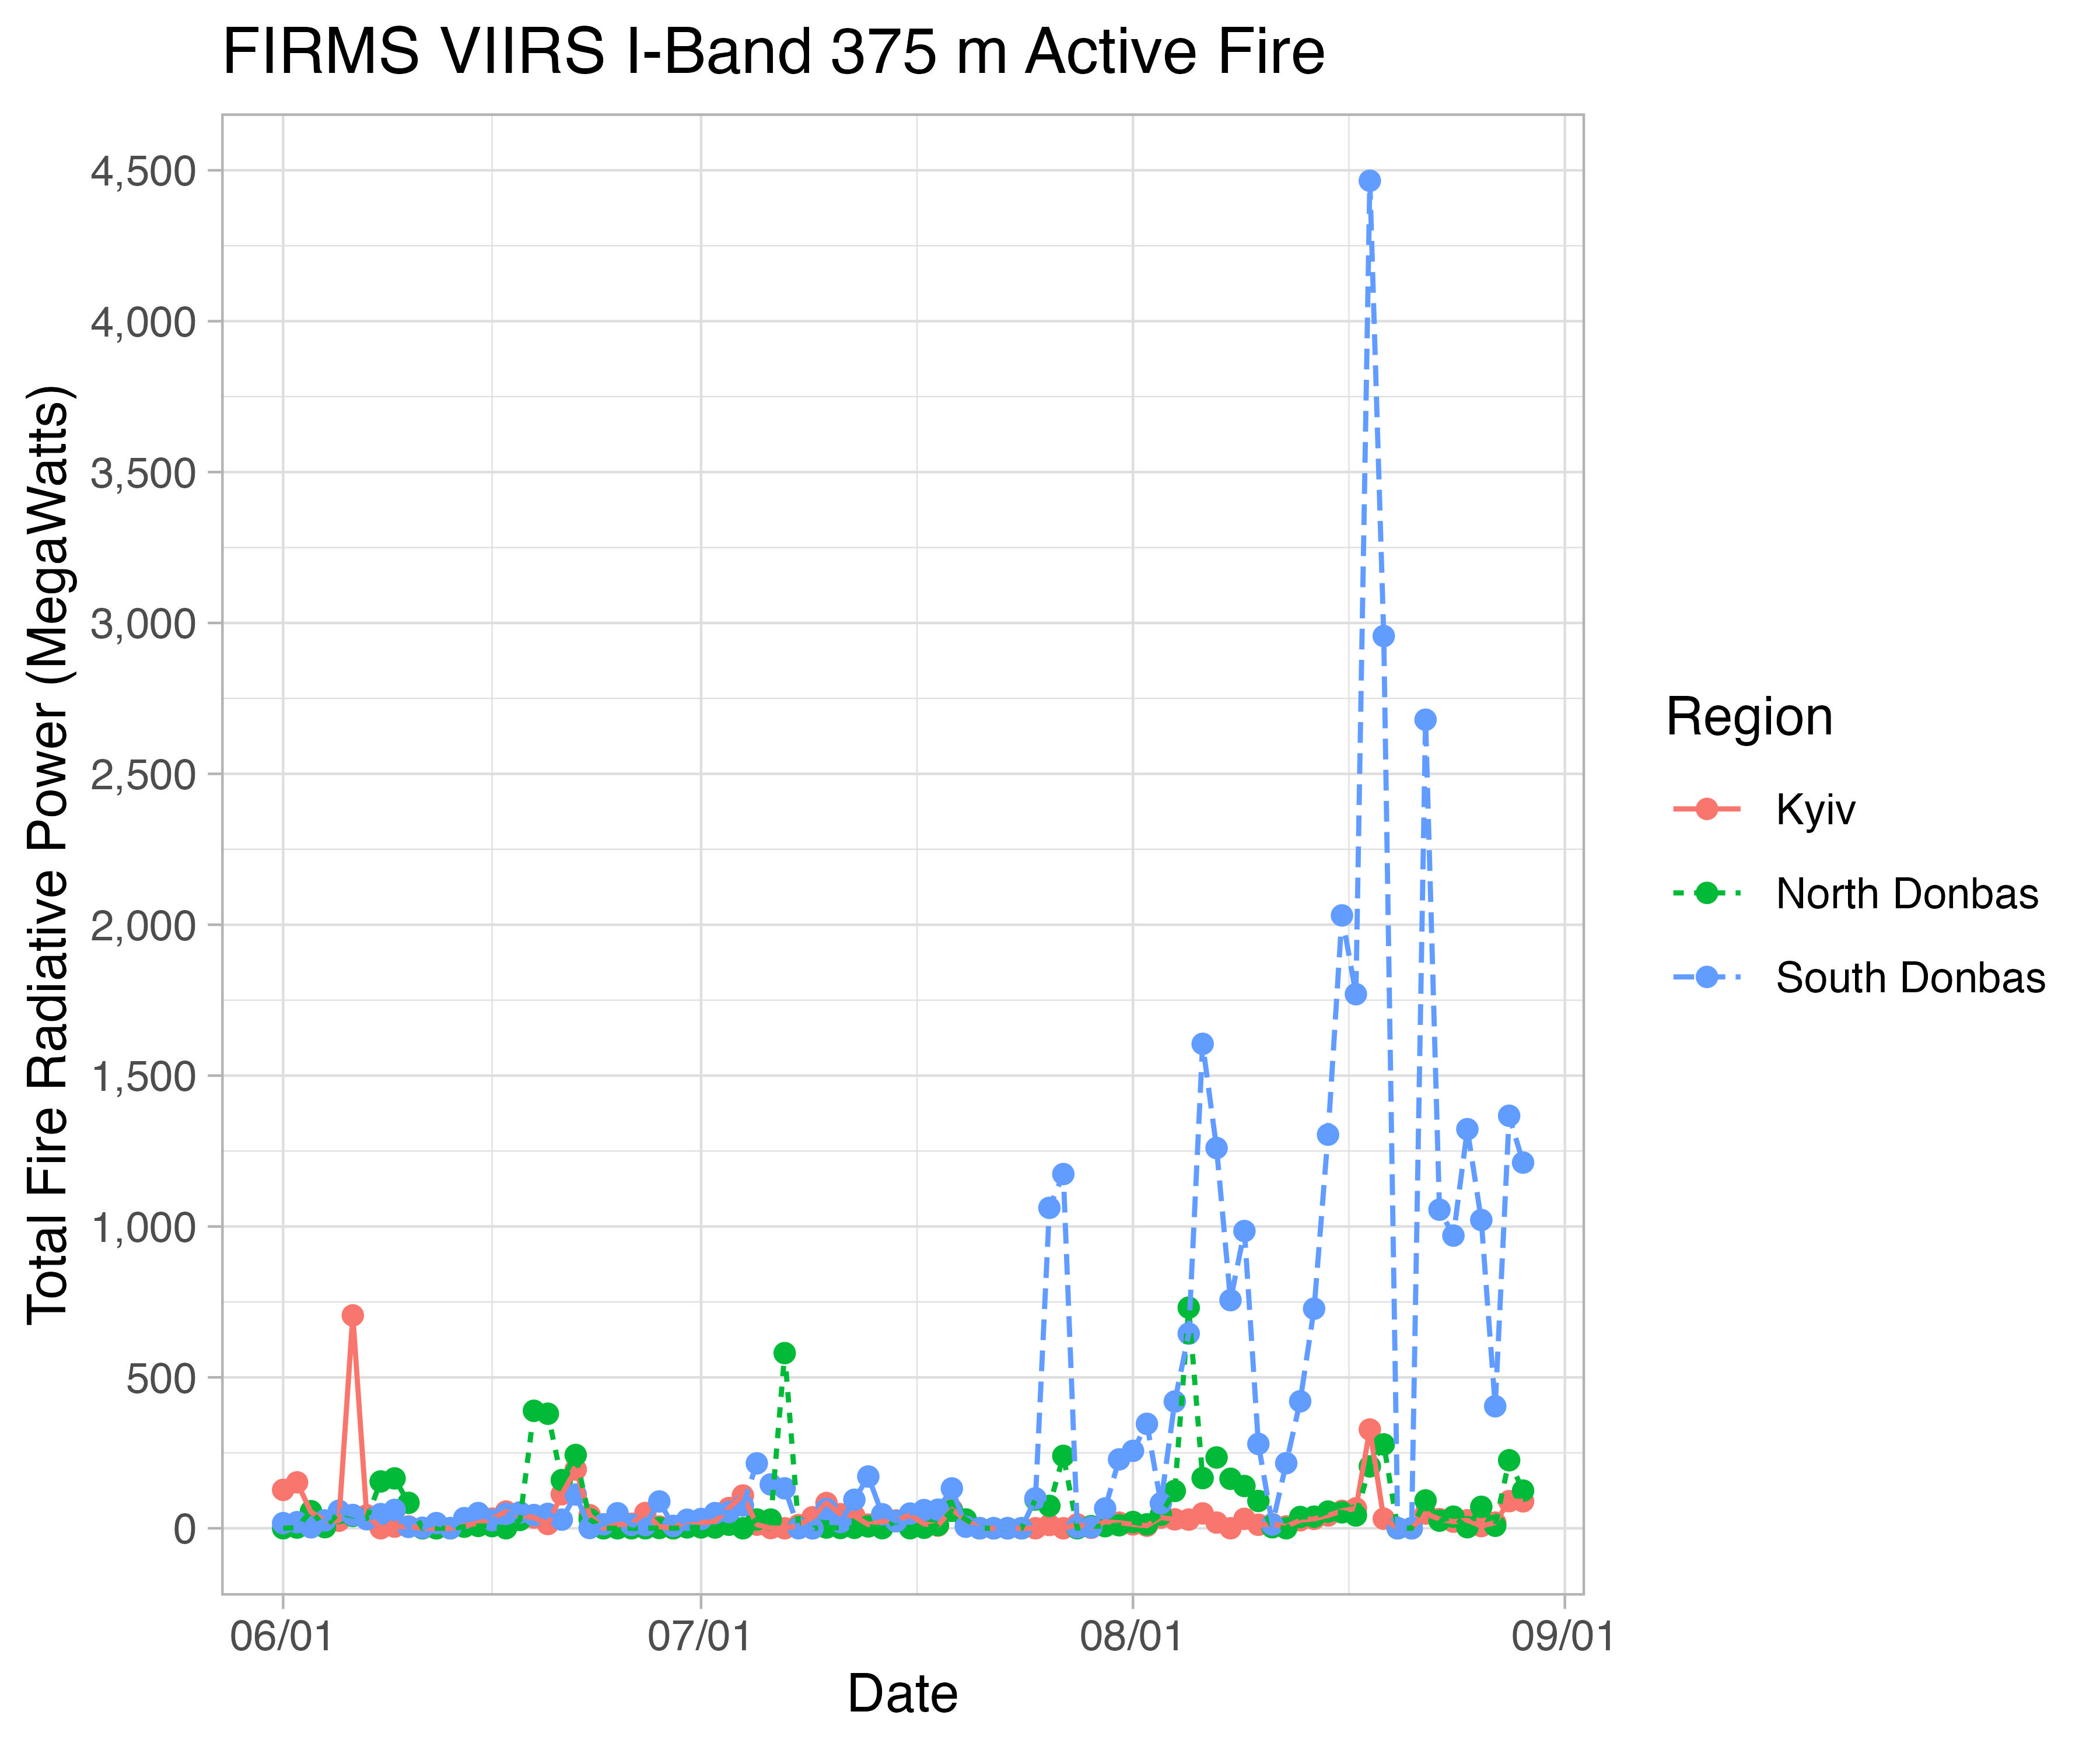 FIRMS VIIRS I-Band 375 m Active Fire
Total Fire Radiative Power (MegaWatts)
4,500
4,000
3,500
3,000
2,500
2,000
1,500
1,000
500
0
06/01
07/01
08/01
09/01
Date
Region
Kyiv
North Donbas
South Donbas